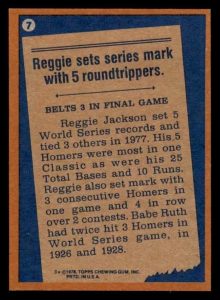 7
Reggie sets series mark
with 5 roundtrippers.
BELTS 3 IN FINAL GAME
Reggie Jackson set 5
World Series records and
tied 3 others in 1977. His 5
Homers were most in one
Classic as were his 25
Total Bases and 10 Runs.
Reggie also set mark with
3 consecutive Homers in
one game and 4 in row
over 2 contests. Babe Ruth
had twice hit 3 Homers in
World Series game, in
1926 and 1928.
©1978 TOPPS CHEWING GUM, INC.
PRTD. IN U.S.A.